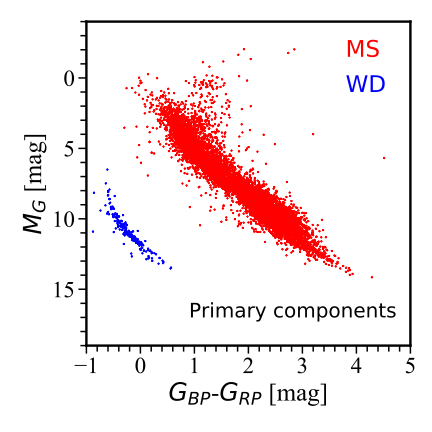 MS
WD
0
5
10
15
M_G [mag]
Primary components
−1 0 1 2 3 4 5
G_BP-G_RP [mag]